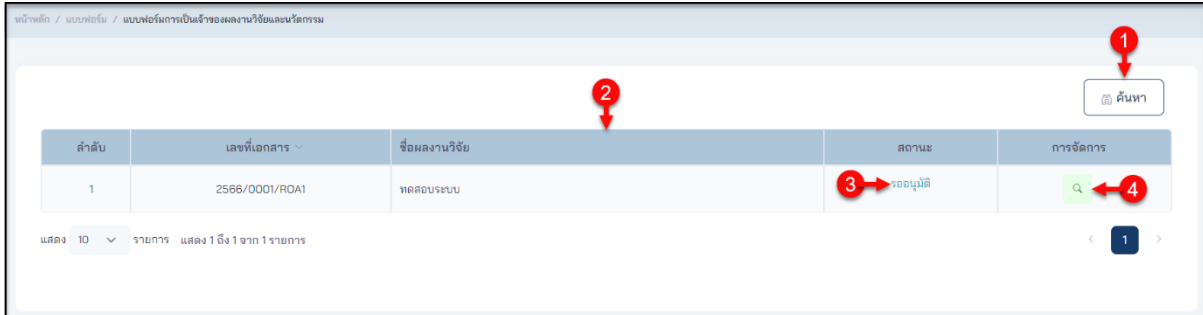 หน้าหลัก / แบบฟอร์ม / แบบฟอร์มการเป็นเจ้าของผลงานวิจัยและนวัตกรรม
1
ค้นหา
2
ลำดับ เลขที่เอกสาร ชื่อผลงานวิจัย สถานะ การจัดการ
1 2566/0001/ROA1 ทดสอบระบบ 3 รออนุมัติ 4
แสดง 10 รายการ แสดง 1 ถึง 1 จาก 1 รายการ < 1 >